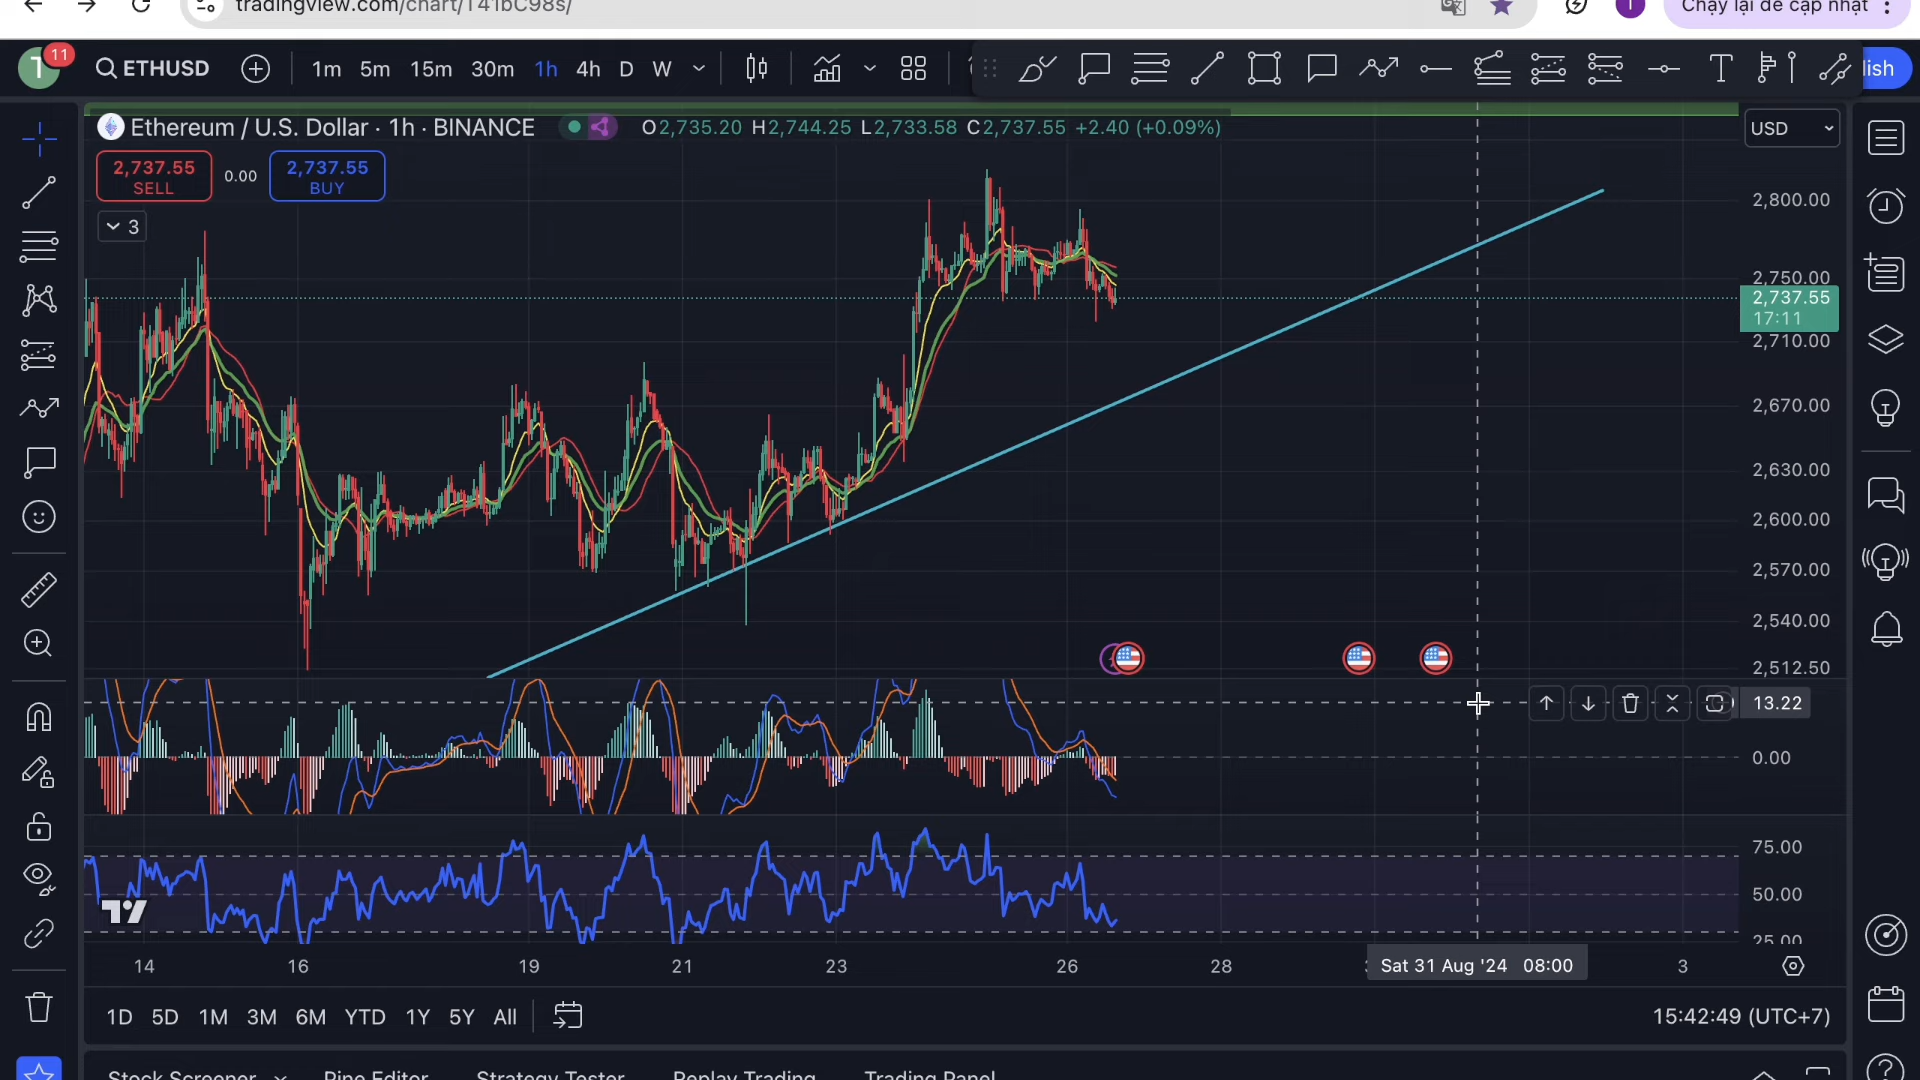 tradingview.com/chart/T41bC98s/
Chạy lại để cập nhật
T
11
ETHUSD
1m 5m 15m 30m 1h 4h D W
lish
Ethereum / U.S. Dollar · 1h · BINANCE
O2,735.20 H2,744.25 L2,733.58 C2,737.55 +2.40 (+0.09%)
USD
2,737.55
SELL
0.00
2,737.55
BUY
3
2,800.00
2,750.00
2,737.55
17:11
2,710.00
2,670.00
2,630.00
2,600.00
2,570.00
2,540.00
2,512.50
13.22
0.00
75.00
50.00
25.00
14 16 19 21 23 26 28 Sat 31 Aug '24 08:00 3
1D 5D 1M 3M 6M YTD 1Y 5Y All
15:42:49 (UTC+7)
Stock Screener Pine Editor Strategy Tester Replay Trading Trading Panel